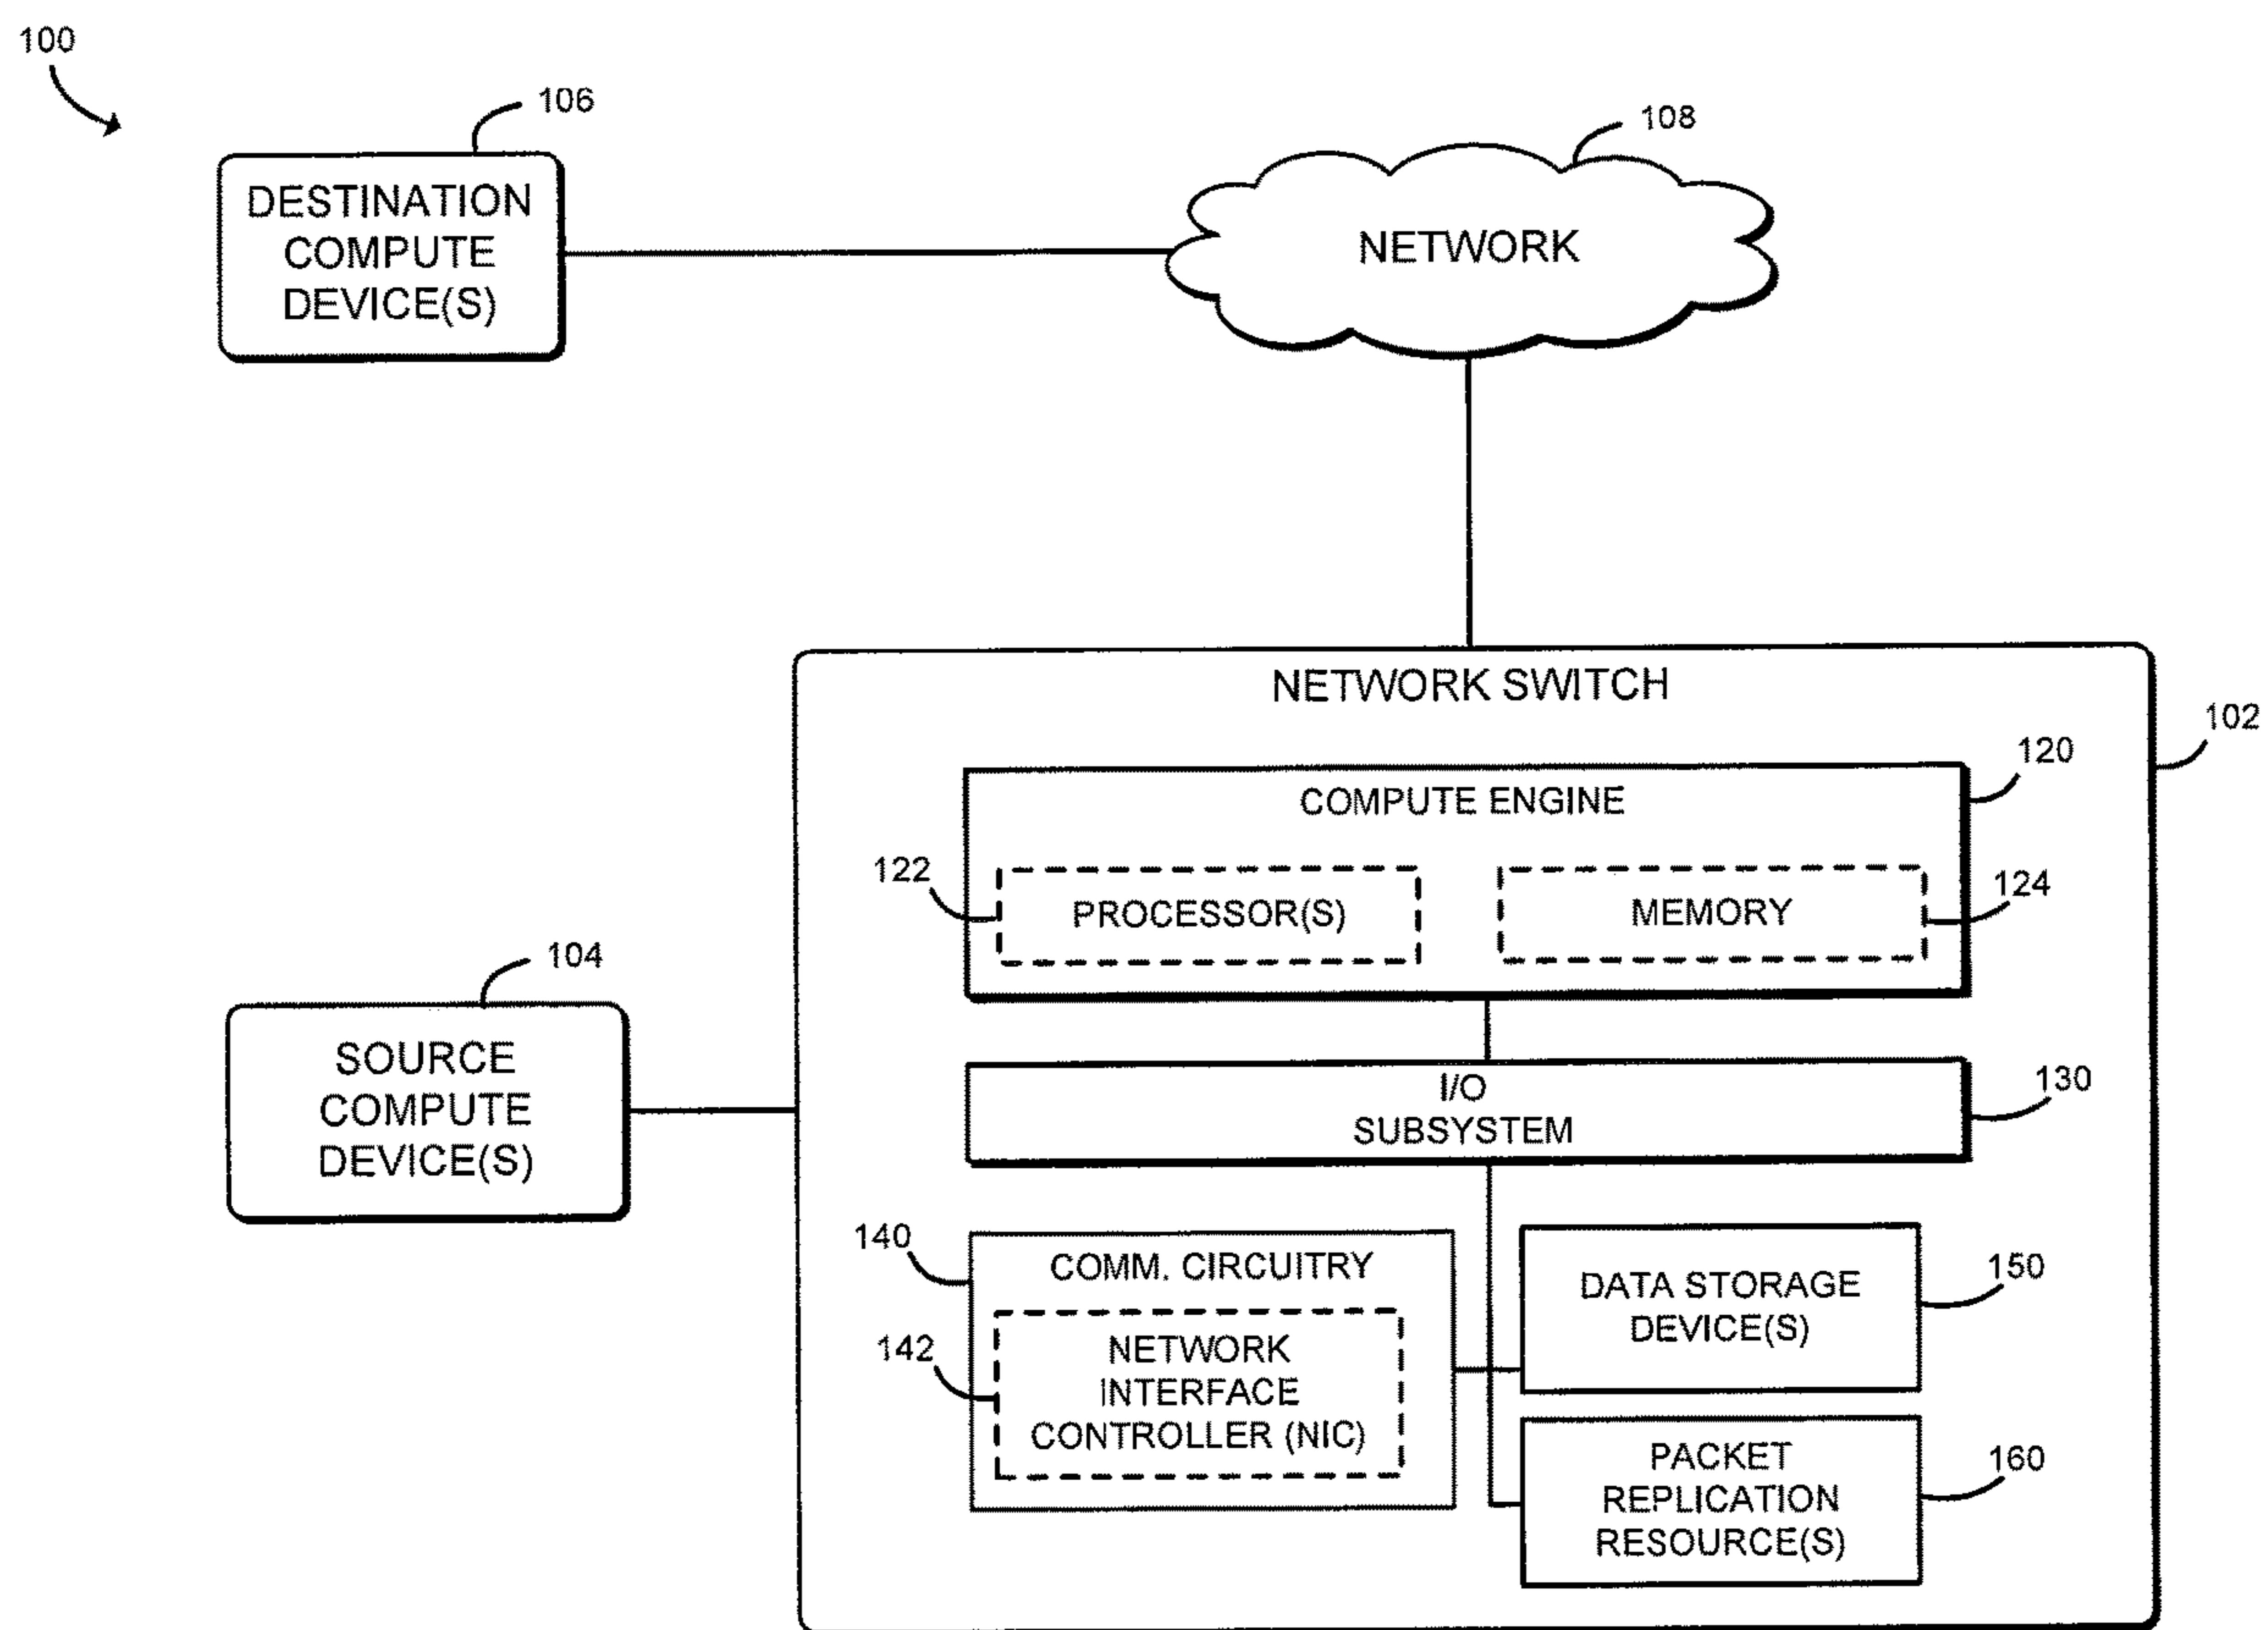 100
106
DESTINATION
COMPUTE
DEVICE(S)
108
NETWORK
NETWORK SWITCH
102
120
COMPUTE ENGINE
122
PROCESSOR(S)
MEMORY
124
104
SOURCE
COMPUTE
DEVICE(S)
I/O
SUBSYSTEM
130
140
COMM. CIRCUITRY
142
NETWORK
INTERFACE
CONTROLLER (NIC)
DATA STORAGE
DEVICE(S)
150
PACKET
REPLICATION
RESOURCE(S)
160